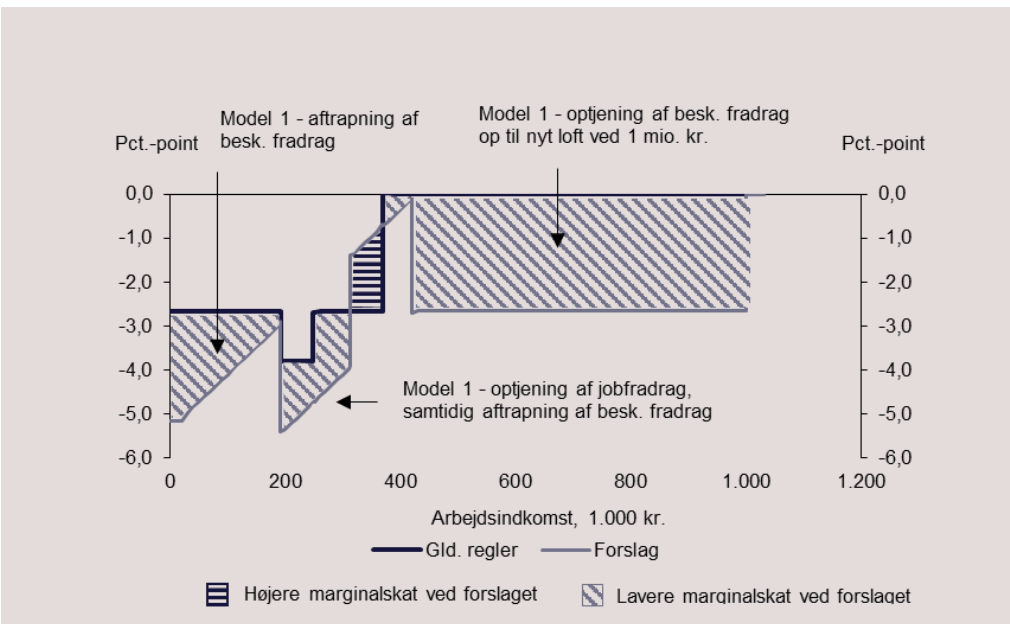 Model 1 - aftrapning af
besk. fradrag
Model 1 - optjening af besk. fradrag
op til nyt loft ved 1 mio. kr.
Pct.-point
Pct.-point
0,0
0,0
-1,0
-1,0
-2,0
-2,0
-3,0
-3,0
-4,0
-4,0
Model 1 - optjening af jobfradrag,
samtidig aftrapning af besk. fradrag
-5,0
-5,0
-6,0
-6,0
0
200
400
600
800
1.000
1.200
Arbejdsindkomst, 1.000 kr.
Gld. regler
Forslag
Højere marginalskat ved forslaget
Lavere marginalskat ved forslaget